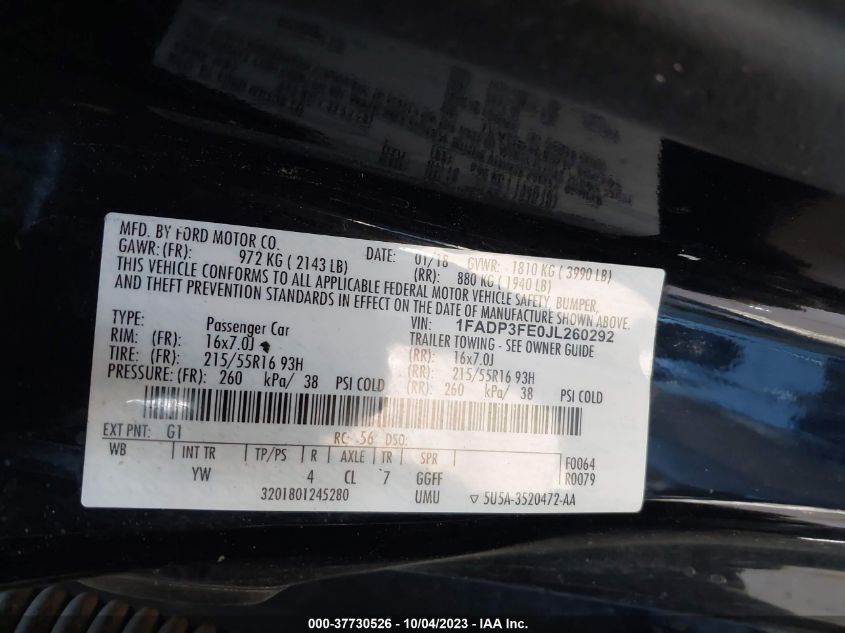 MFD. BY FORD MOTOR CO.
DATE: 01/18 GVWR: 1810 KG ( 3990 LB)
GAWR: (FR): 972 KG ( 2143 LB) (RR): 880 KG ( 1940 LB)
THIS VEHICLE CONFORMS TO ALL APPLICABLE FEDERAL MOTOR VEHICLE SAFETY, BUMPER,
AND THEFT PREVENTION STANDARDS IN EFFECT ON THE DATE OF MANUFACTURE SHOWN ABOVE.
VIN: 1FADP3FE0JL260292
TYPE: Passenger Car TRAILER TOWING - SEE OWNER GUIDE
RIM: (FR): 16x7.0J (RR): 16x7.0J
TIRE: (FR): 215/55R16 93H (RR): 215/55R16 93H
PRESSURE: (FR): 260 kPa/ 38 PSI COLD (RR): 260 kPa/ 38 PSI COLD
EXT PNT: G1 RC: 56 DSO: F0064
WB INT TR TP/PS R AXLE TR SPR R0079
YW 4 CL 7 GGFF
3201801245280 UMU ▽ 5U5A-3520472-AA
000-37730526 - 10/04/2023 - IAA Inc.